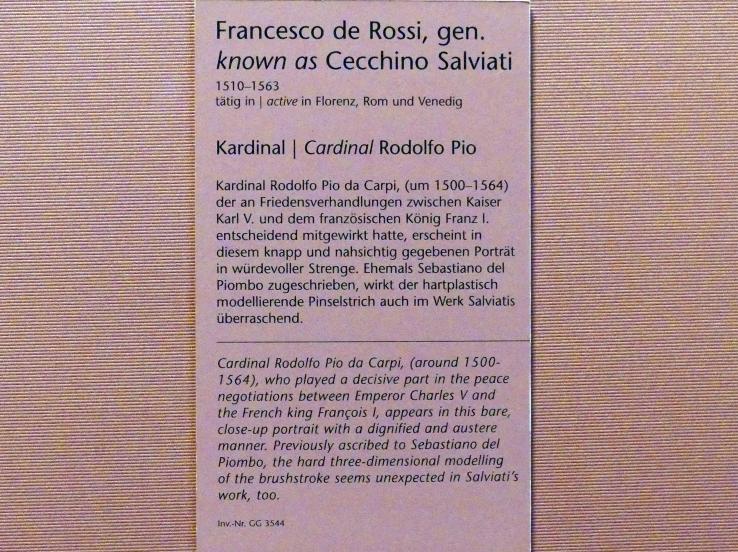 Francesco de Rossi, gen.
known as Cecchino Salviati
1510–1563
tätig in | active in Florenz, Rom und Venedig
Kardinal | Cardinal Rodolfo Pio
Kardinal Rodolfo Pio da Carpi, (um 1500–1564)
der an Friedensverhandlungen zwischen Kaiser
Karl V. und dem französischen König Franz I.
entscheidend mitgewirkt hatte, erscheint in
diesem knapp und nahsichtig gegebenen Porträt
in würdevoller Strenge. Ehemals Sebastiano del
Piombo zugeschrieben, wirkt der hartplastisch
modellierende Pinselstrich auch im Werk Salviatis
überraschend.
Cardinal Rodolfo Pio da Carpi, (around 1500-
1564), who played a decisive part in the peace
negotiations between Emperor Charles V and
the French king François I, appears in this bare,
close-up portrait with a dignified and austere
manner. Previously ascribed to Sebastiano del
Piombo, the hard three-dimensional modelling
of the brushstroke seems unexpected in Salviati's
work, too.
Inv.-Nr. GG 3544